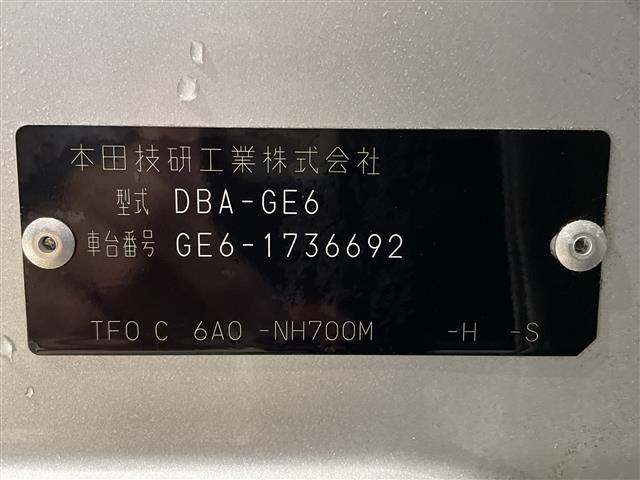 本田技研工業株式会社
型式 DBA-GE6
車台番号 GE6-1736692
TF0 C 6A0 -NH700M -H -S